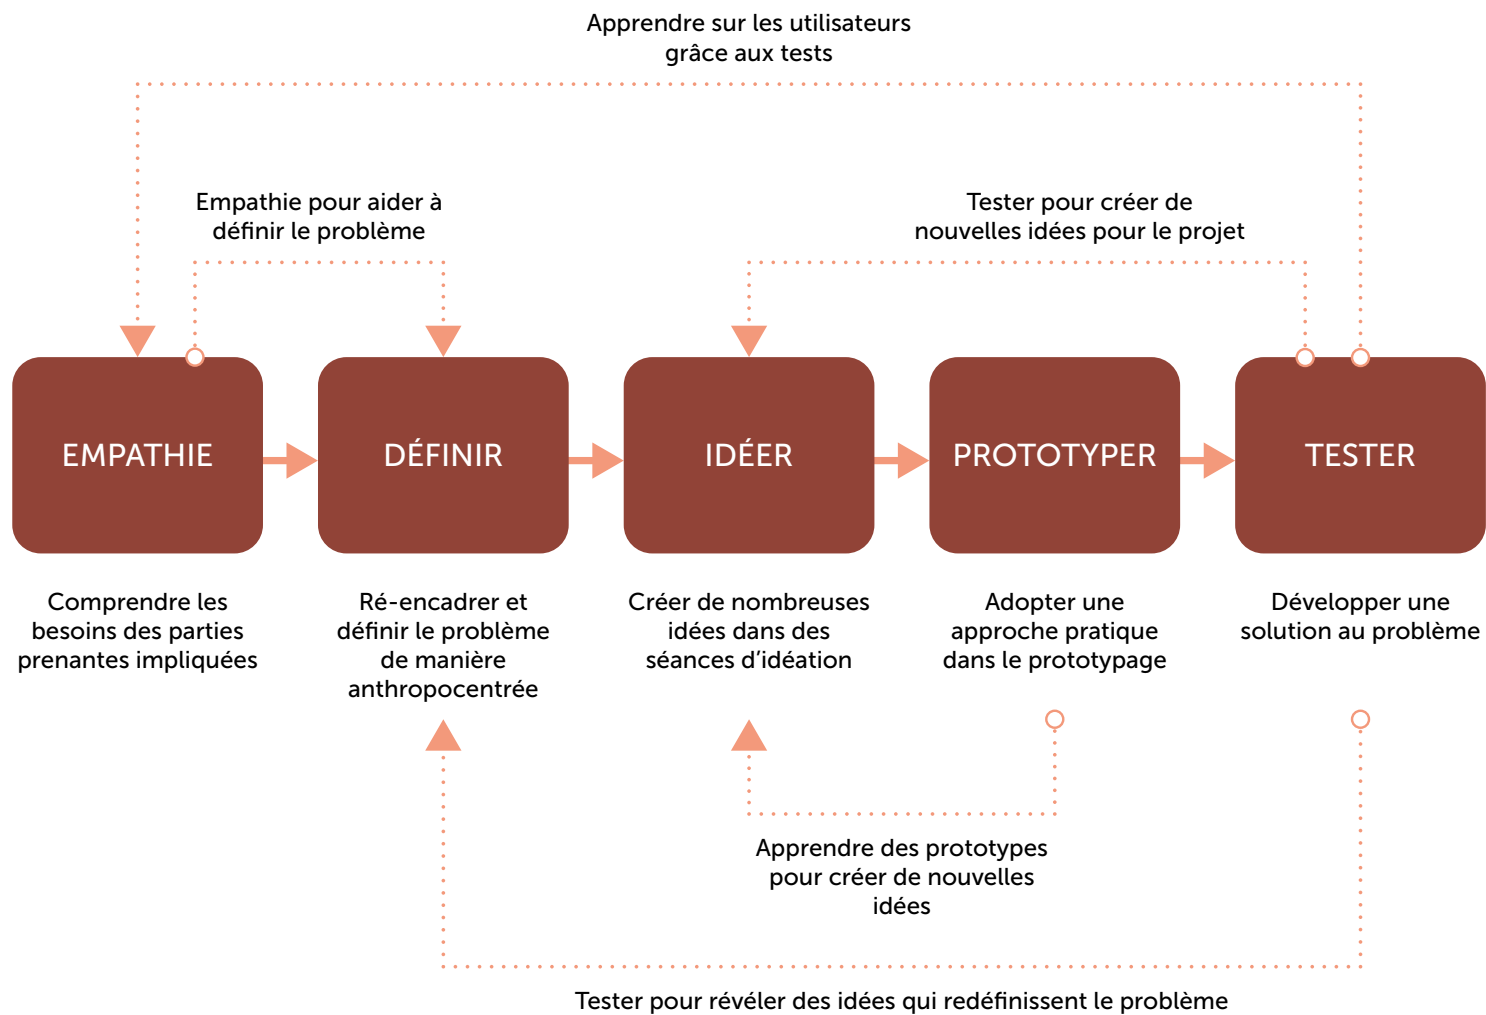 Apprendre sur les utilisateurs
grâce aux tests
Empathie pour aider à
définir le problème
Tester pour créer de
nouvelles idées pour le projet
EMPATHIE
DÉFINIR
IDÉER
PROTOTYPER
TESTER
Comprendre les
besoins des parties
prenantes impliquées
Ré-encadrer et
définir le problème
de manière
anthropocentrée
Créer de nombreuses
idées dans des
séances d’idéation
Adopter une
approche pratique
dans le prototypage
Développer une
solution au problème
Apprendre des prototypes
pour créer de nouvelles
idées
Tester pour révéler des idées qui redéfinissent le problème